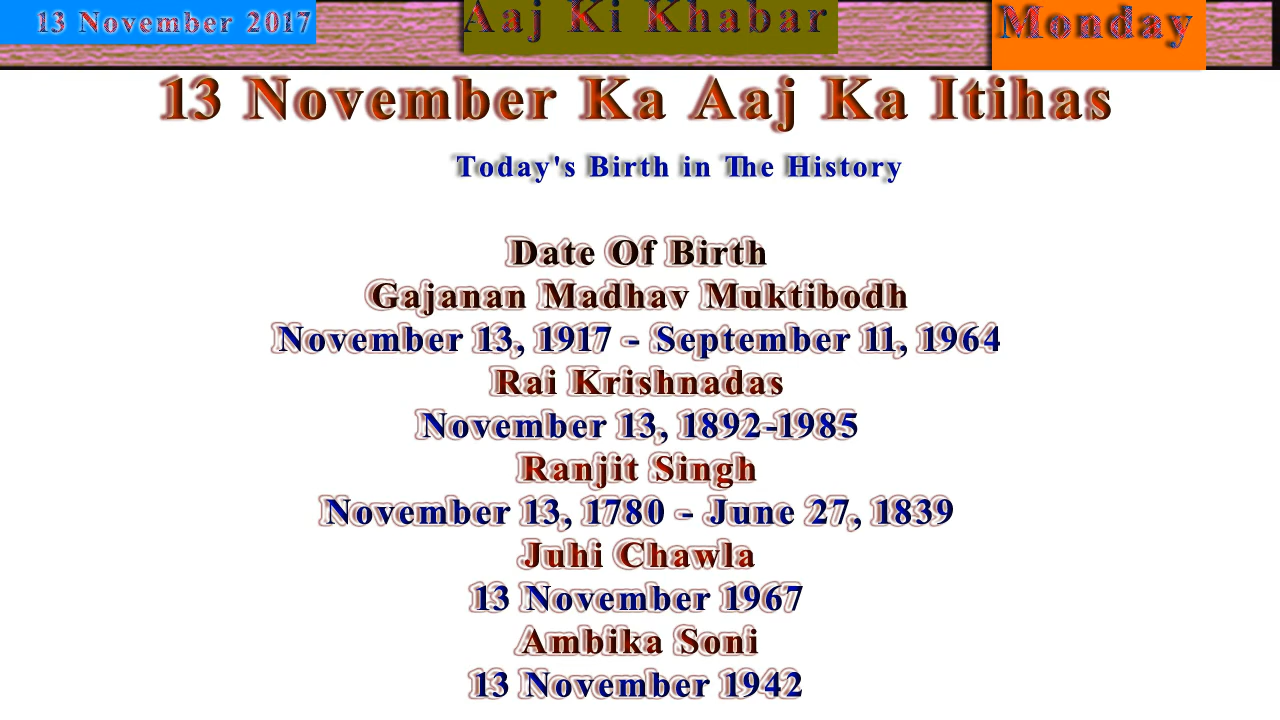 13 November 2017
Aaj Ki Khabar
Monday
13 November Ka Aaj Ka Itihas
Today's Birth in The History
Date Of Birth
Gajanan Madhav Muktibodh
November 13, 1917 - September 11, 1964
Rai Krishnadas
November 13, 1892-1985
Ranjit Singh
November 13, 1780 - June 27, 1839
Juhi Chawla
13 November 1967
Ambika Soni
13 November 1942